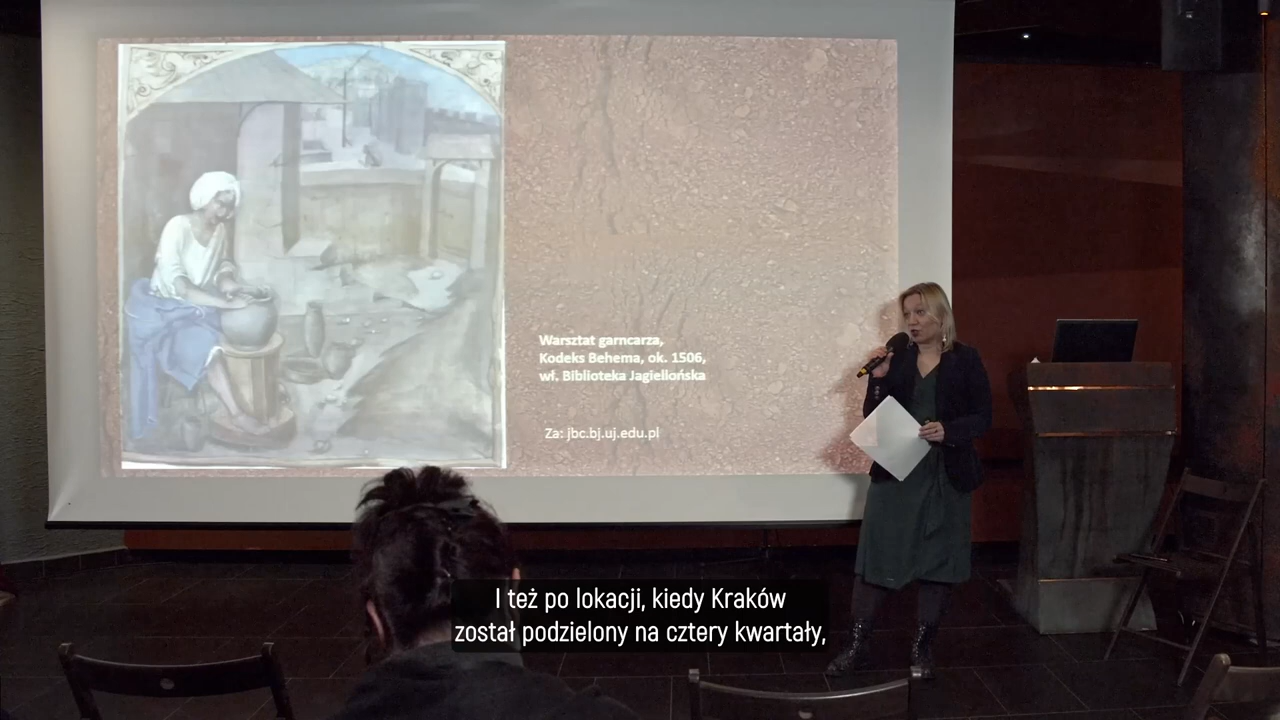 Warsztat garncarza,
Kodeks Behema, ok. 1506,
wł. Biblioteka Jagiellońska
Za: jbc.bj.uj.edu.pl
I też po lokacji, kiedy Kraków
został podzielony na cztery kwartały,